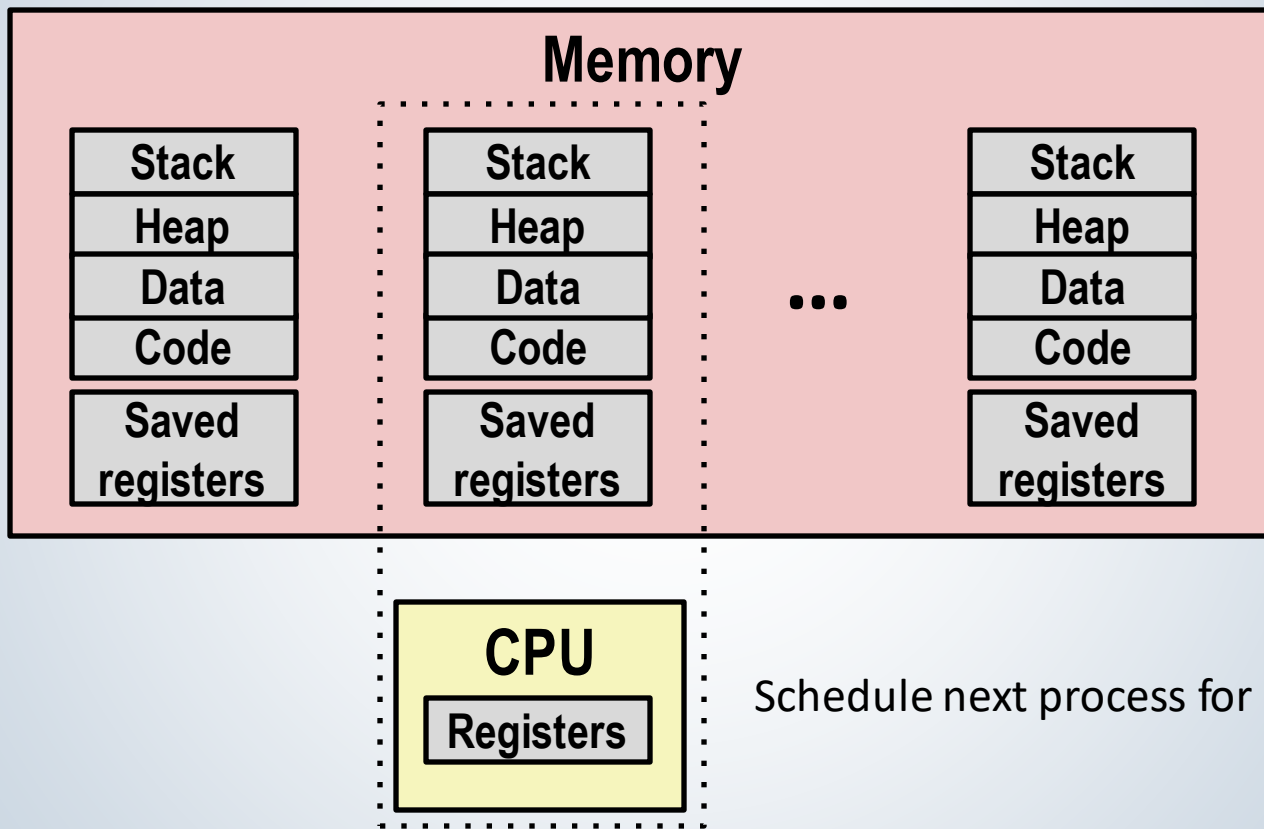 Memory
Stack
Heap
Data
Code
Saved
registers
Stack
Heap
Data
Code
Saved
registers
...
Stack
Heap
Data
Code
Saved
registers
CPU
Registers
Schedule next process for